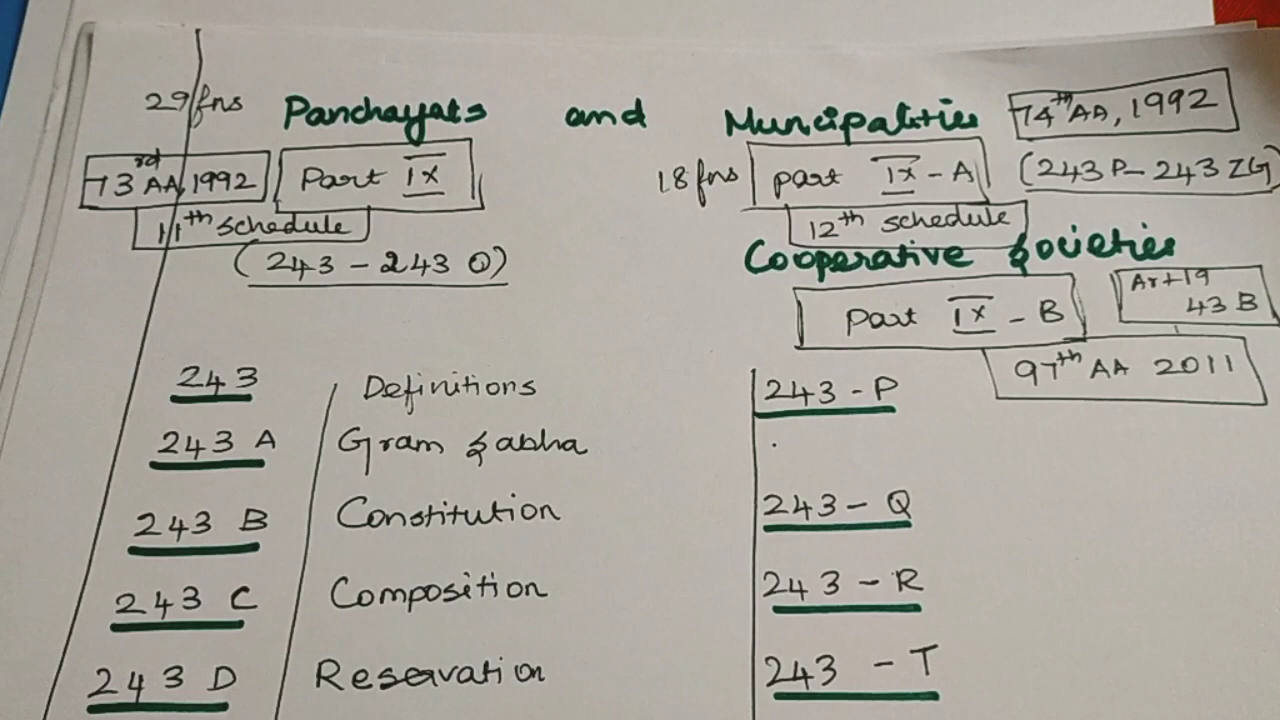 29 fns Panchayats and Muncipalities 74th AA, 1992
73rd AA, 1992 Part IX 18 fns part IX - A (243 P - 243 ZG)
11th schedule 12th schedule
(243 - 243 O) Cooperative Societies
Part IX - B Art 19
43 B
97th AA 2011
243 Definitions 243 - P
243 A Gram Sabha
243 B Constitution 243 - Q
243 C Composition 243 - R
243 D Reservation 243 - T